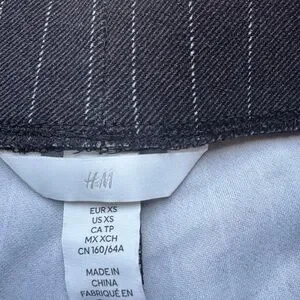 H&M
EUR XS
US XS
CA TP
MX XCH
CN 160/64A
MADE IN
CHINA
FABRIQUÉ EN